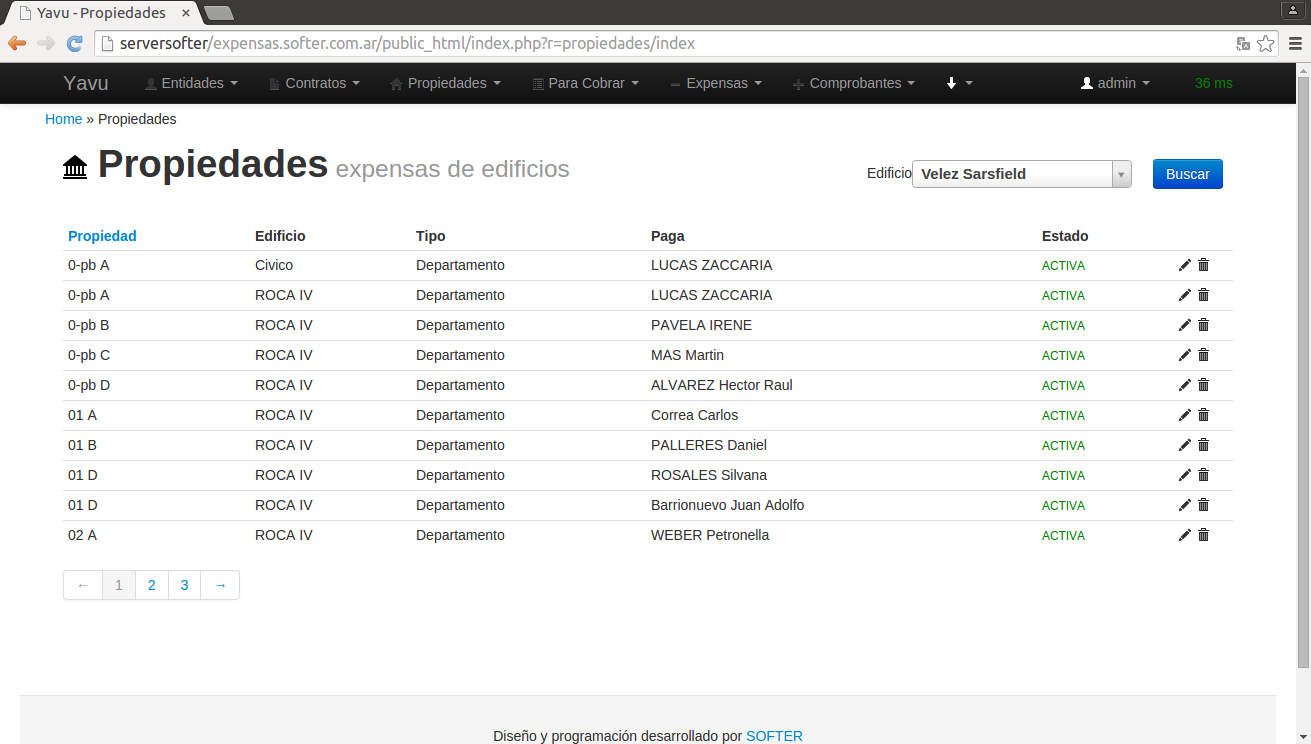 Yavu - Propiedades
serversofter/expensas.softer.com.ar/public_html/index.php?r=propiedades/index
Yavu Entidades Contratos Propiedades Para Cobrar Expensas Comprobantes admin 36 ms
Home » Propiedades
Propiedades expensas de edificios Edificio Velez Sarsfield Buscar
Propiedad Edificio Tipo Paga Estado
0-pb A Civico Departamento LUCAS ZACCARIA ACTIVA
0-pb A ROCA IV Departamento LUCAS ZACCARIA ACTIVA
0-pb B ROCA IV Departamento PAVELA IRENE ACTIVA
0-pb C ROCA IV Departamento MAS Martin ACTIVA
0-pb D ROCA IV Departamento ALVAREZ Hector Raul ACTIVA
01 A ROCA IV Departamento Correa Carlos ACTIVA
01 B ROCA IV Departamento PALLERES Daniel ACTIVA
01 D ROCA IV Departamento ROSALES Silvana ACTIVA
01 D ROCA IV Departamento Barrionuevo Juan Adolfo ACTIVA
02 A ROCA IV Departamento WEBER Petronella ACTIVA
← 1 2 3 →
Diseño y programación desarrollado por SOFTER